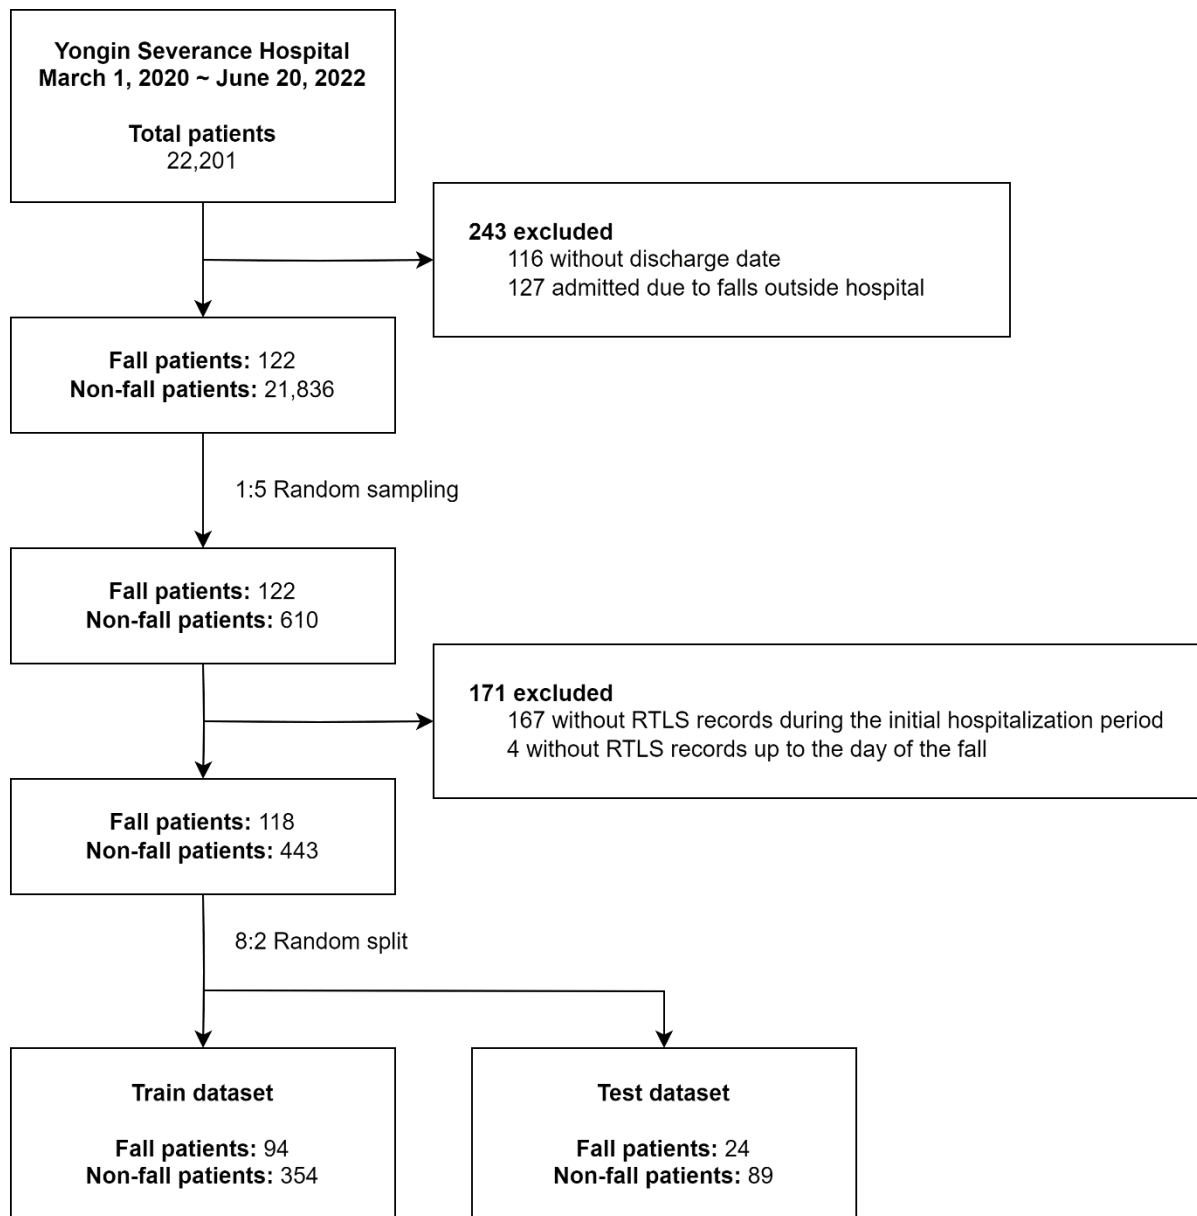 Yongin Severance Hospital
March 1, 2020 ~ June 20, 2022
Total patients
22,201
243 excluded
116 without discharge date
127 admitted due to falls outside hospital
Fall patients: 122
Non-fall patients: 21,836
1:5 Random sampling
Fall patients: 122
Non-fall patients: 610
171 excluded
167 without RTLS records during the initial hospitalization period
4 without RTLS records up to the day of the fall
Fall patients: 118
Non-fall patients: 443
8:2 Random split
Train dataset
Fall patients: 94
Non-fall patients: 354
Test dataset
Fall patients: 24
Non-fall patients: 89